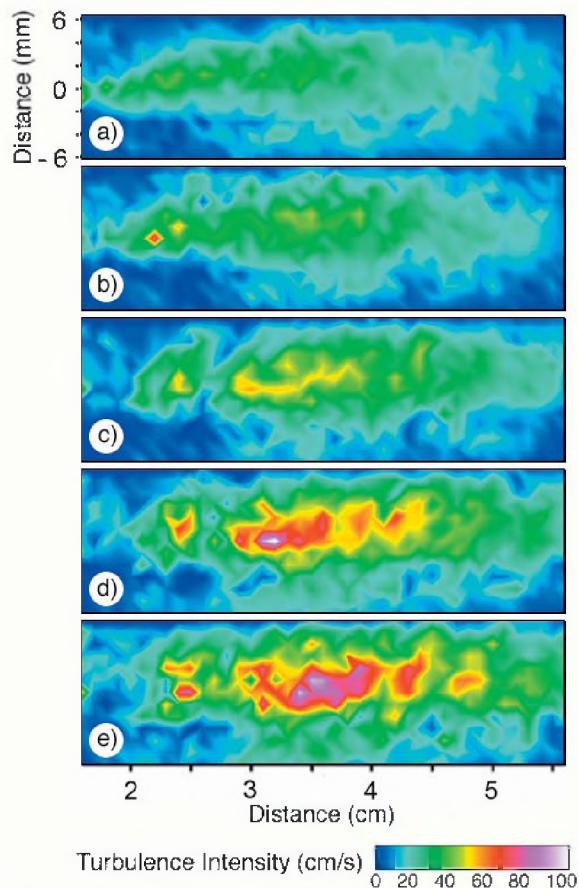 6
Distance (mm)
0
- 6
a)
b)
c)
d)
e)
2 3 4 5
Distance (cm)
Turbulence Intensity (cm/s)
0 20 40 60 80 100